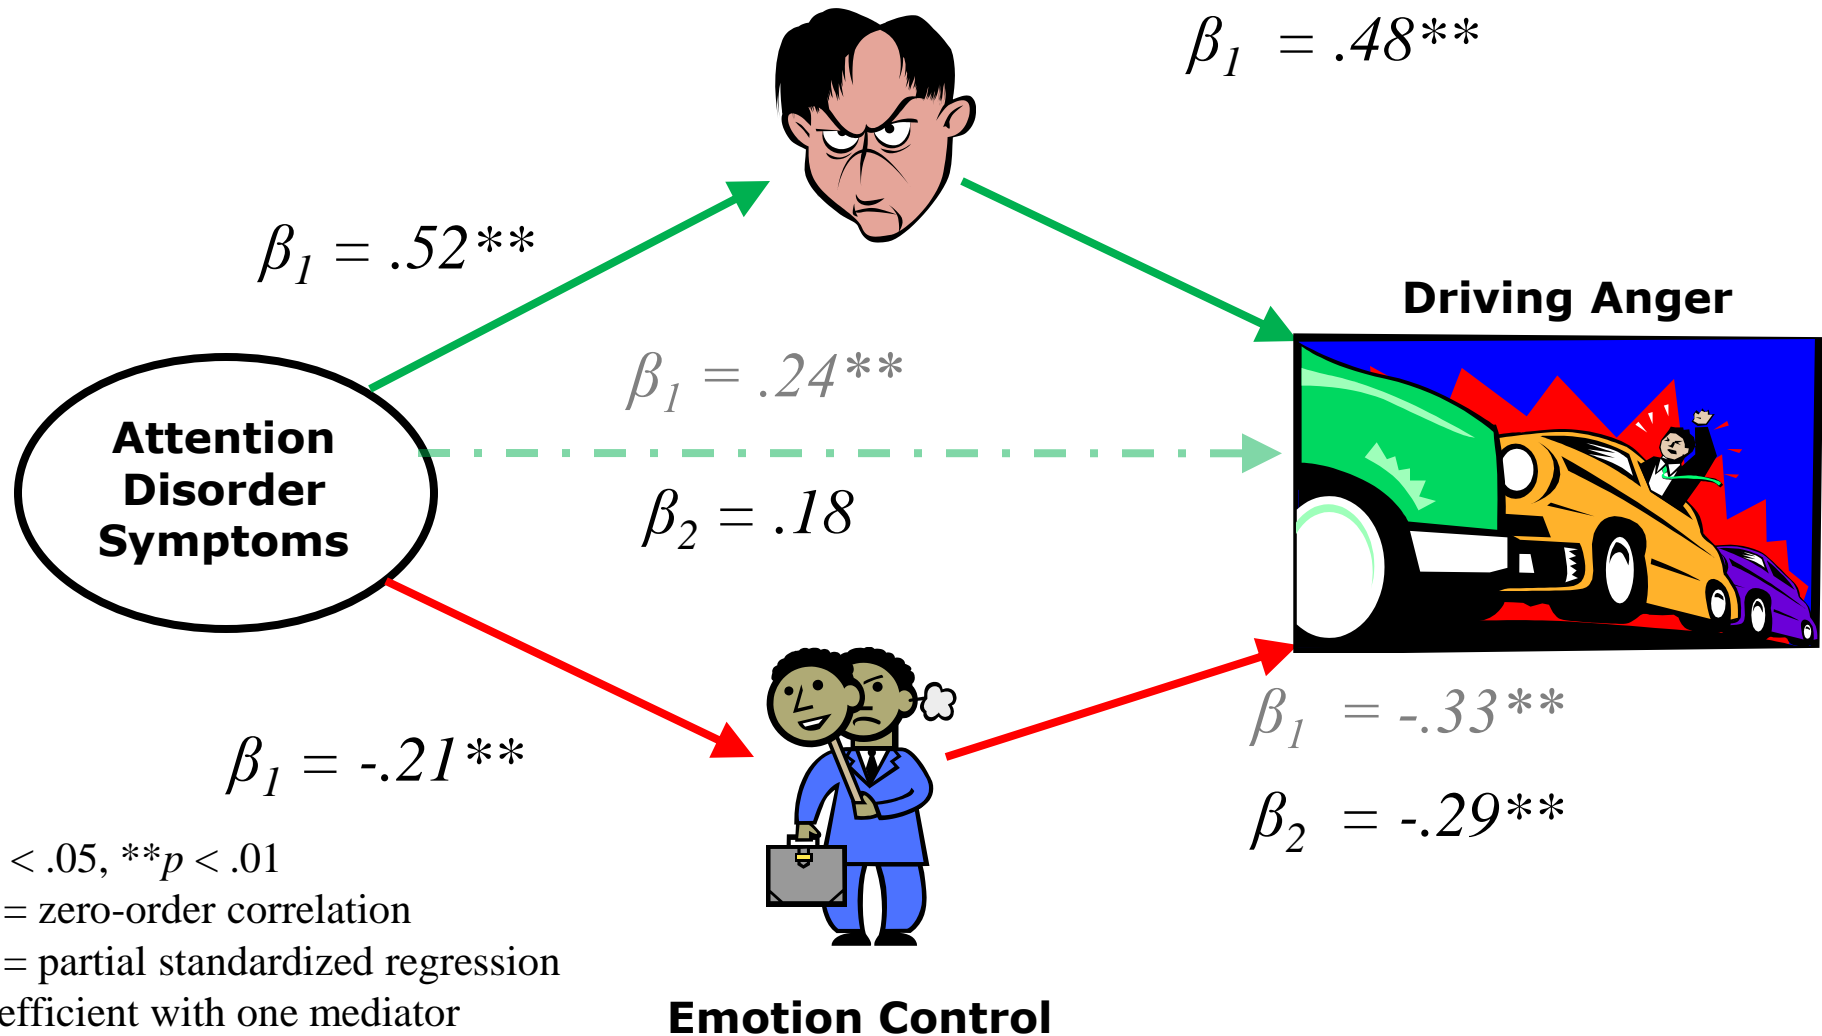 β1 = .48**
β1 = .52**
Driving Anger
β1 = .24**
Attention
Disorder
Symptoms
β2 = .18
β1 = -.33**
β1 = -.21**
β2 = -.29**
< .05, **p < .01
= zero-order correlation
= partial standardized regression
efficient with one mediator
Emotion Control